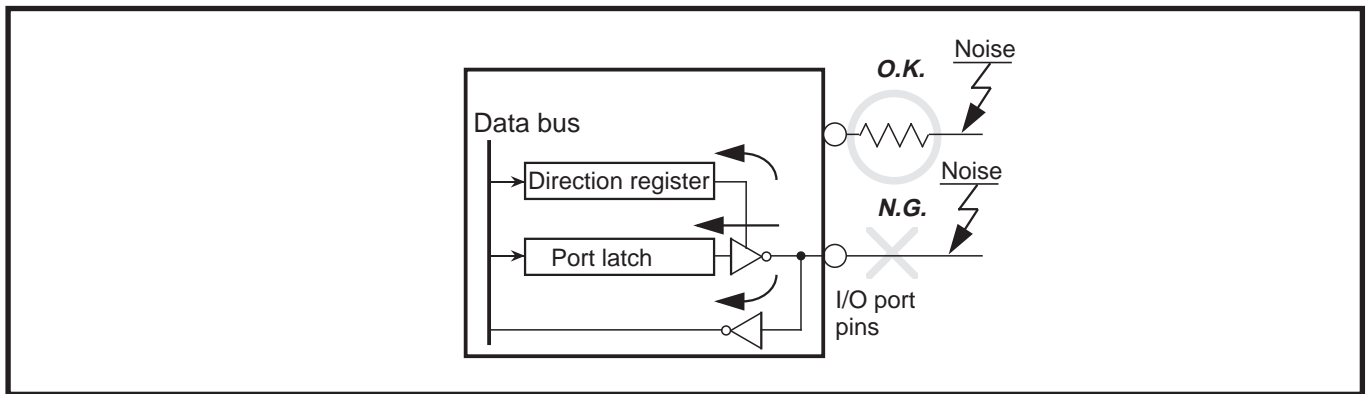 Noise
O.K.
Data bus
Noise
Direction register
N.G.
Port latch
I/O port
pins